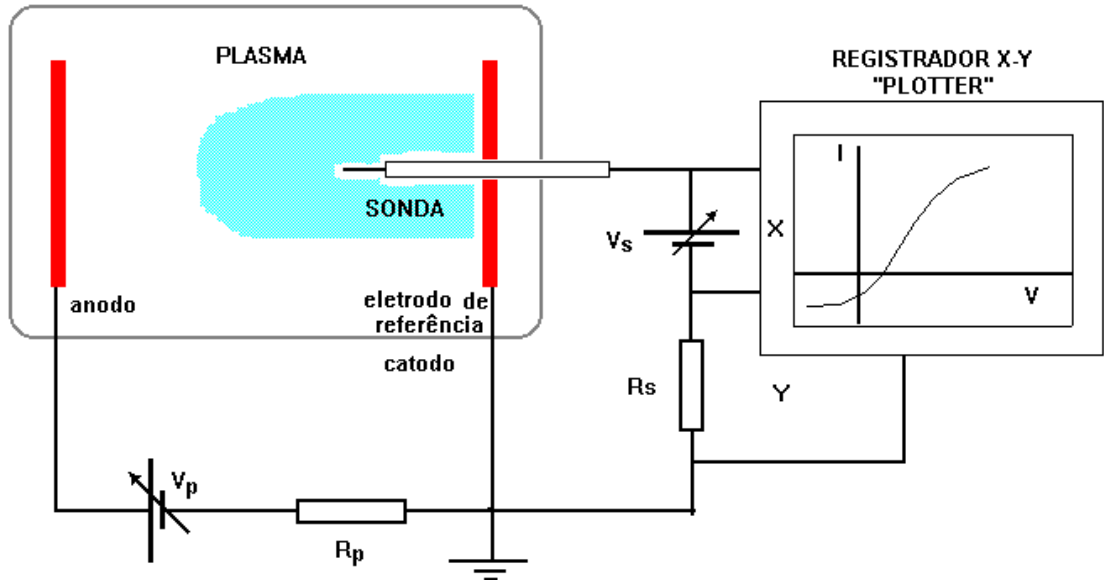 PLASMA
REGISTRADOR X-Y
"PLOTTER"
I
SONDA
X
Vs
V
anodo
eletrodo de
referência
catodo
Rs
Y
Vp
Rp